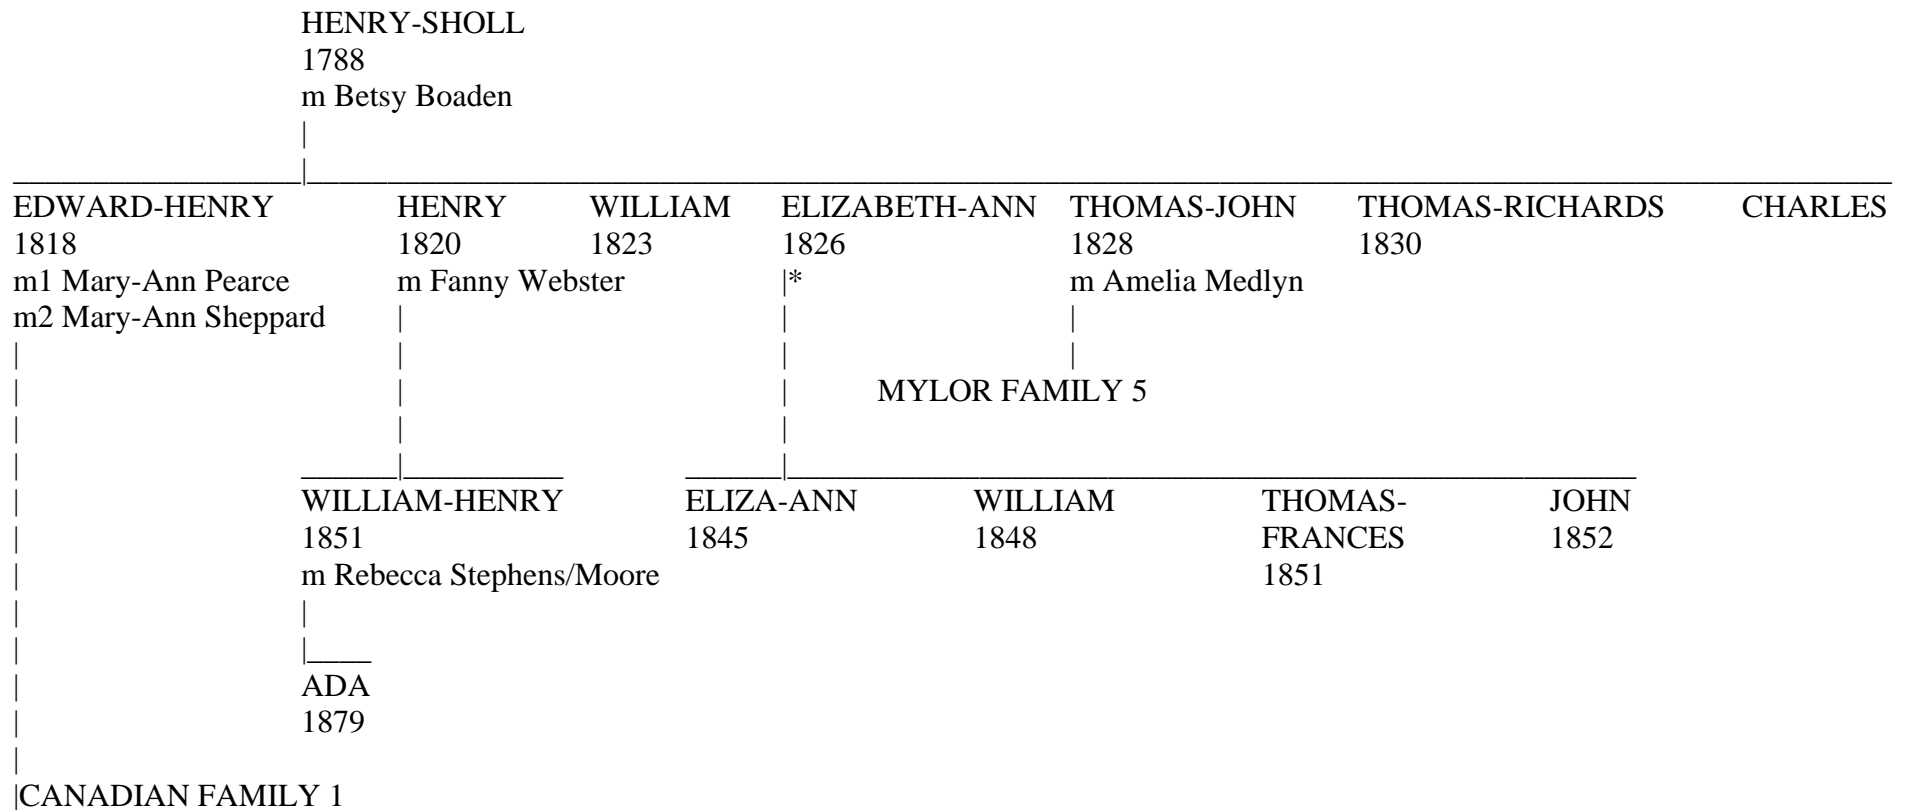 HENRY-SHOLL
1788
m Betsy Boaden
EDWARD-HENRY HENRY WILLIAM ELIZABETH-ANN THOMAS-JOHN THOMAS-RICHARDS CHARLES
1818 1820 1823 1826 1828 1830
m1 Mary-Ann Pearce m Fanny Webster |* m Amelia Medlyn
m2 Mary-Ann Sheppard
MYLOR FAMILY 5
WILLIAM-HENRY ELIZA-ANN WILLIAM THOMAS- JOHN
1851 1845 1848 FRANCES 1852
m Rebecca Stephens/Moore 1851
ADA
1879
|CANADIAN FAMILY 1